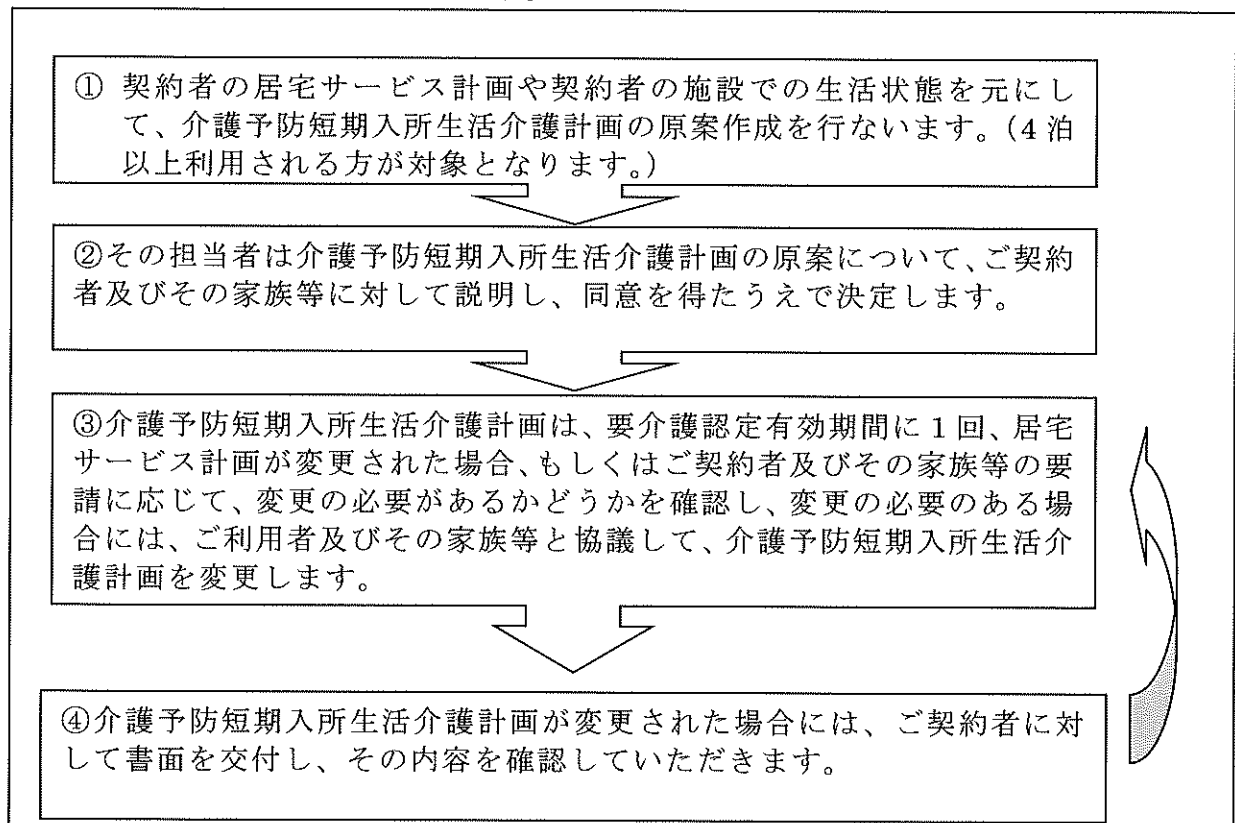 ① 契約者の居宅サービス計画や契約者の施設での生活状態を元にし
て、介護予防短期入所生活介護計画の原案作成を行ないます。(4 泊
以上利用される方が対象となります。)
②その担当者は介護予防短期入所生活介護計画の原案について、ご契約
者及びその家族等に対して説明し、同意を得たうえで決定します。
③介護予防短期入所生活介護計画は、要介護認定有効期間に 1 回、居宅
サービス計画が変更された場合、もしくはご契約者及びその家族等の要
請に応じて、変更の必要があるかどうかを確認し、変更の必要のある場
合には、ご利用者及びその家族等と協議して、介護予防短期入所生活介
護計画を変更します。
④介護予防短期入所生活介護計画が変更された場合には、ご契約者に対
して書面を交付し、その内容を確認していただきます。